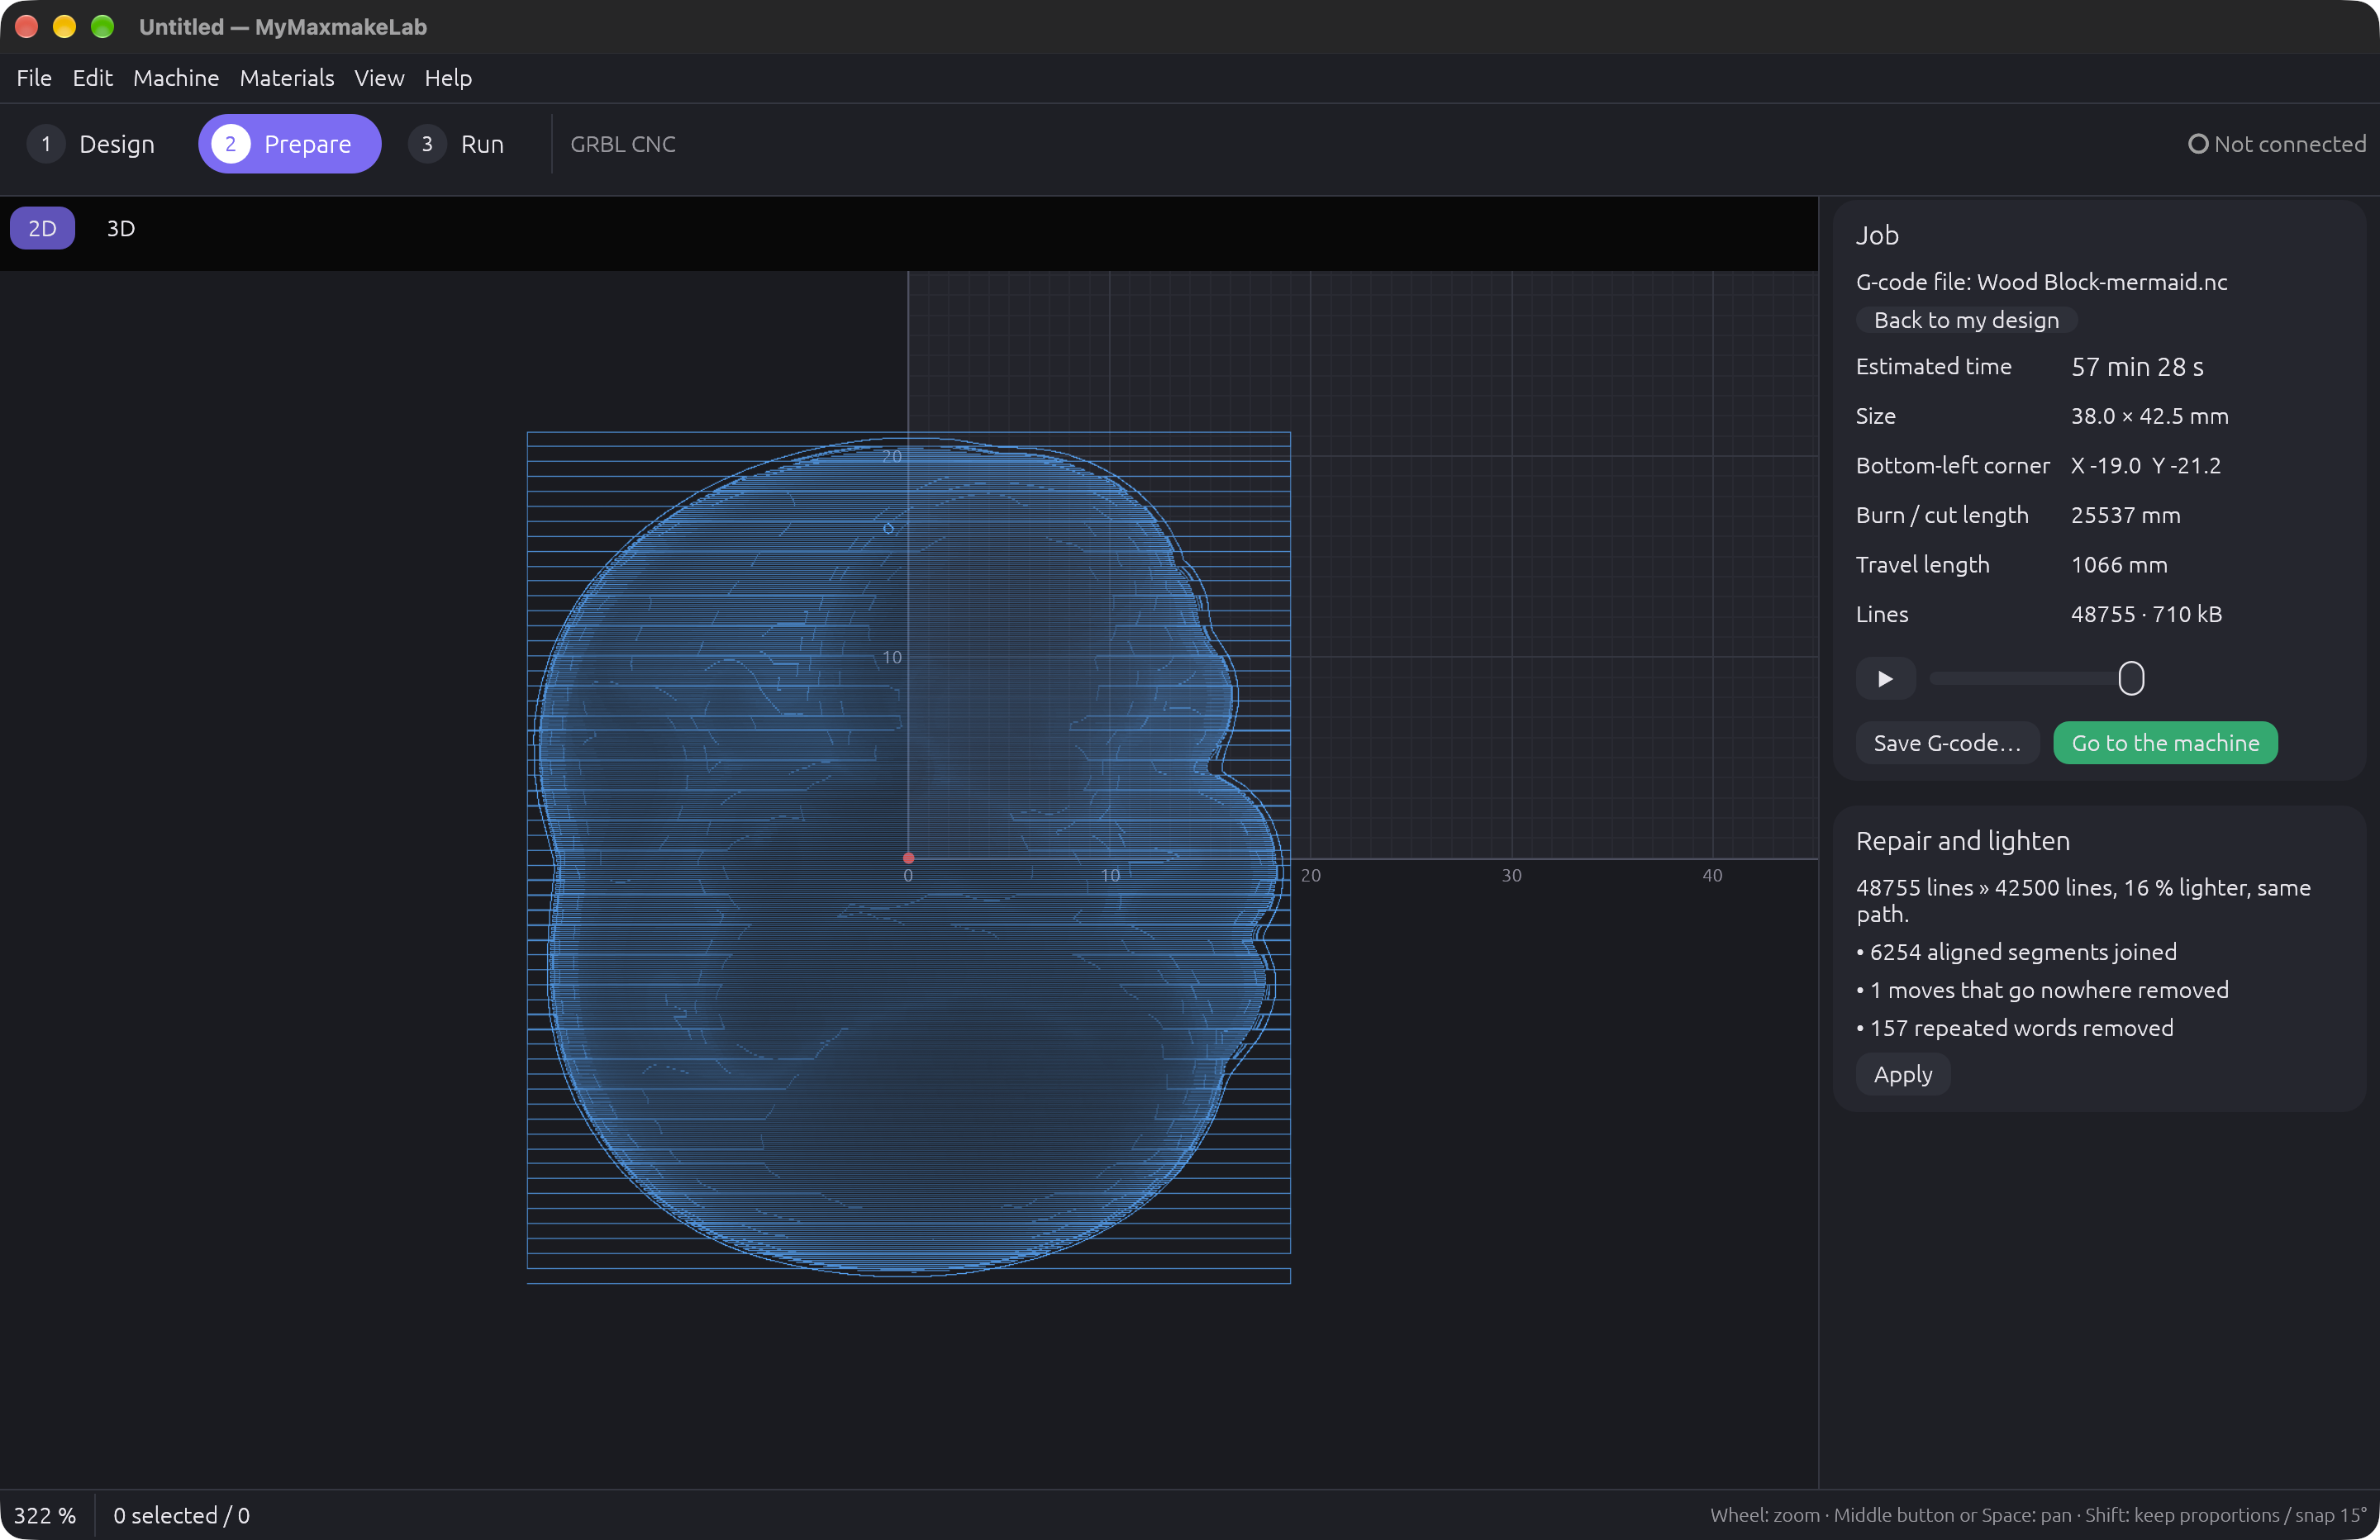 Untitled — MyMaxmakeLab
File Edit Machine Materials View Help
1 Design 2 Prepare 3 Run GRBL CNC Not connected
2D 3D
20
10
0 10 20 30 40
Job
G-code file: Wood Block-mermaid.nc
Back to my design
Estimated time 57 min 28 s
Size 38.0 × 42.5 mm
Bottom-left corner X -19.0 Y -21.2
Burn / cut length 25537 mm
Travel length 1066 mm
Lines 48755 · 710 kB
Save G-code… Go to the machine
Repair and lighten
48755 lines » 42500 lines, 16 % lighter, same
path.
• 6254 aligned segments joined
• 1 moves that go nowhere removed
• 157 repeated words removed
Apply
322 % 0 selected / 0 Wheel: zoom · Middle button or Space: pan · Shift: keep proportions / snap 15°